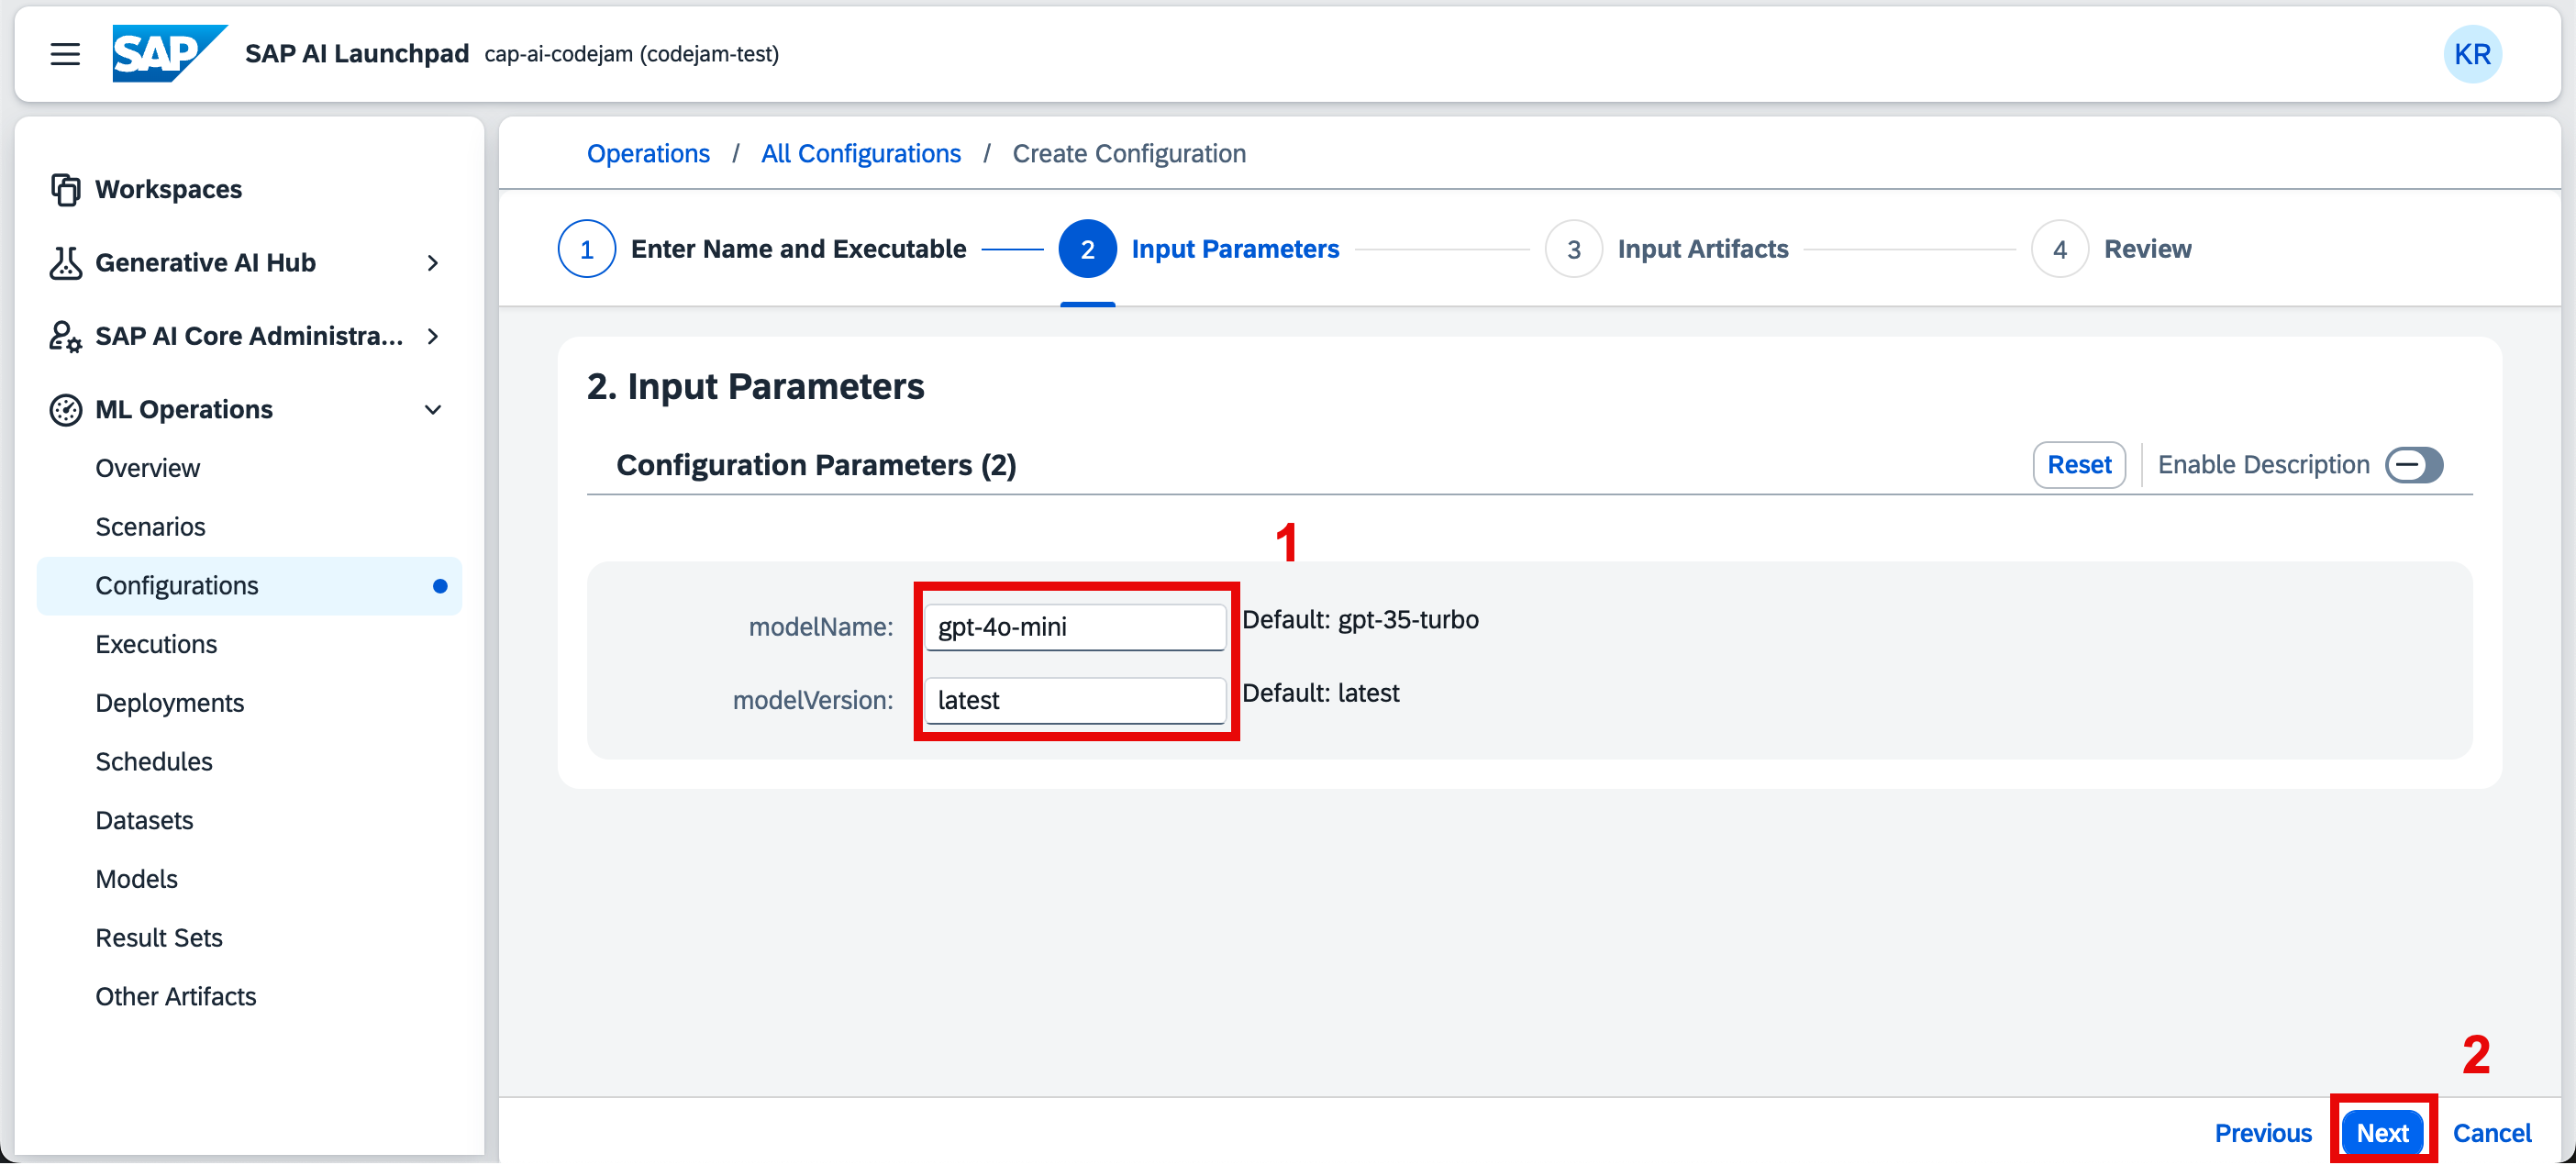 SAP SAP AI Launchpad cap-ai-codejam (codejam-test) KR
Workspaces
Generative AI Hub
SAP AI Core Administra...
ML Operations
Overview
Scenarios
Configurations
Executions
Deployments
Schedules
Datasets
Models
Result Sets
Other Artifacts
Operations / All Configurations / Create Configuration
1 Enter Name and Executable 2 Input Parameters 3 Input Artifacts 4 Review
2. Input Parameters
Configuration Parameters (2) Reset Enable Description
1
modelName: gpt-4o-mini Default: gpt-35-turbo
modelVersion: latest Default: latest
2
Previous Next Cancel